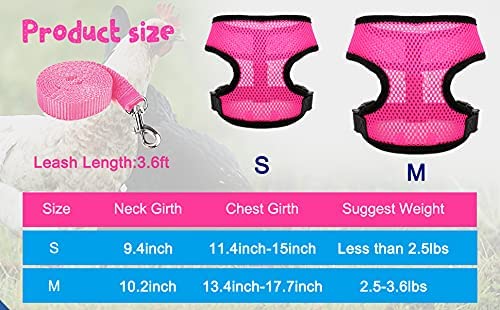 Product size
Leash Length:3.6ft
S
M
Size Neck Girth Chest Girth Suggest Weight
S 9.4inch 11.4inch-15inch Less than 2.5lbs
M 10.2inch 13.4inch-17.7inch 2.5-3.6lbs